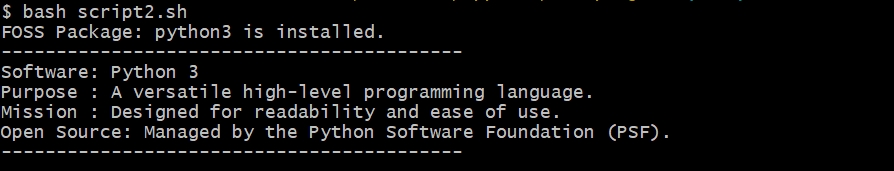 $ bash script2.sh
FOSS Package: python3 is installed.
------------------------------------------
Software: Python 3
Purpose : A versatile high-level programming language.
Mission : Designed for readability and ease of use.
Open Source: Managed by the Python Software Foundation (PSF).
------------------------------------------